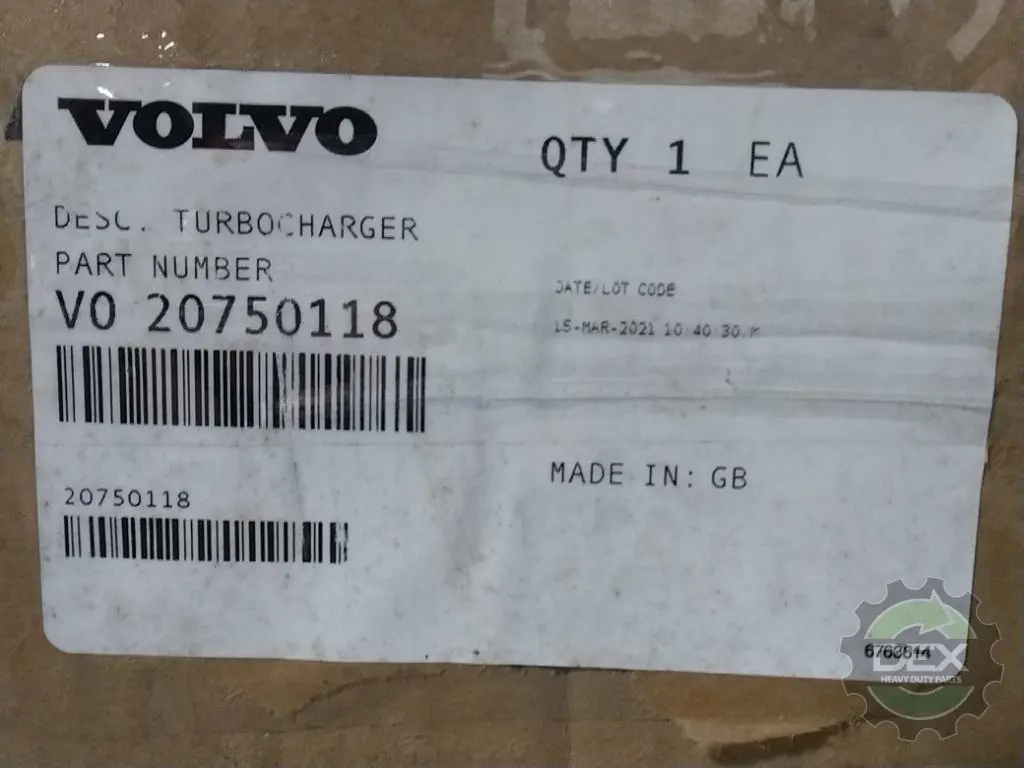 VOLVO
QTY 1 EA
DESC. TURBOCHARGER
PART NUMBER
VO 20750118
DATE/LOT CODE
15-MAR-2021 10 40 30
MADE IN: GB
20750118
6763614
DEX
HEAVY DUTY PARTS